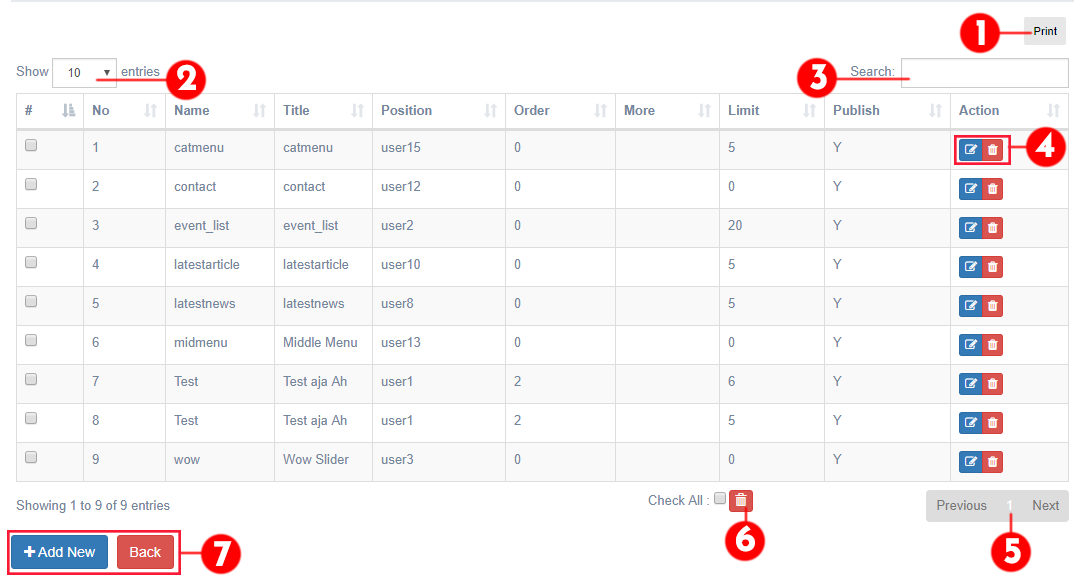 1 Print
Show 10 entries 2 3 Search:
# No Name Title Position Order More Limit Publish Action
1 catmenu catmenu user15 0 5 Y 4
2 contact contact user12 0 0 Y
3 event_list event_list user2 0 20 Y
4 latestarticle latestarticle user10 0 5 Y
5 latestnews latestnews user8 0 5 Y
6 midmenu Middle Menu user13 0 0 Y
7 Test Test aja Ah user1 2 6 Y
8 Test Test aja Ah user1 2 5 Y
9 wow Wow Slider user3 0 0 Y
Showing 1 to 9 of 9 entries Check All : Previous 1 Next
+Add New Back 7 6 5